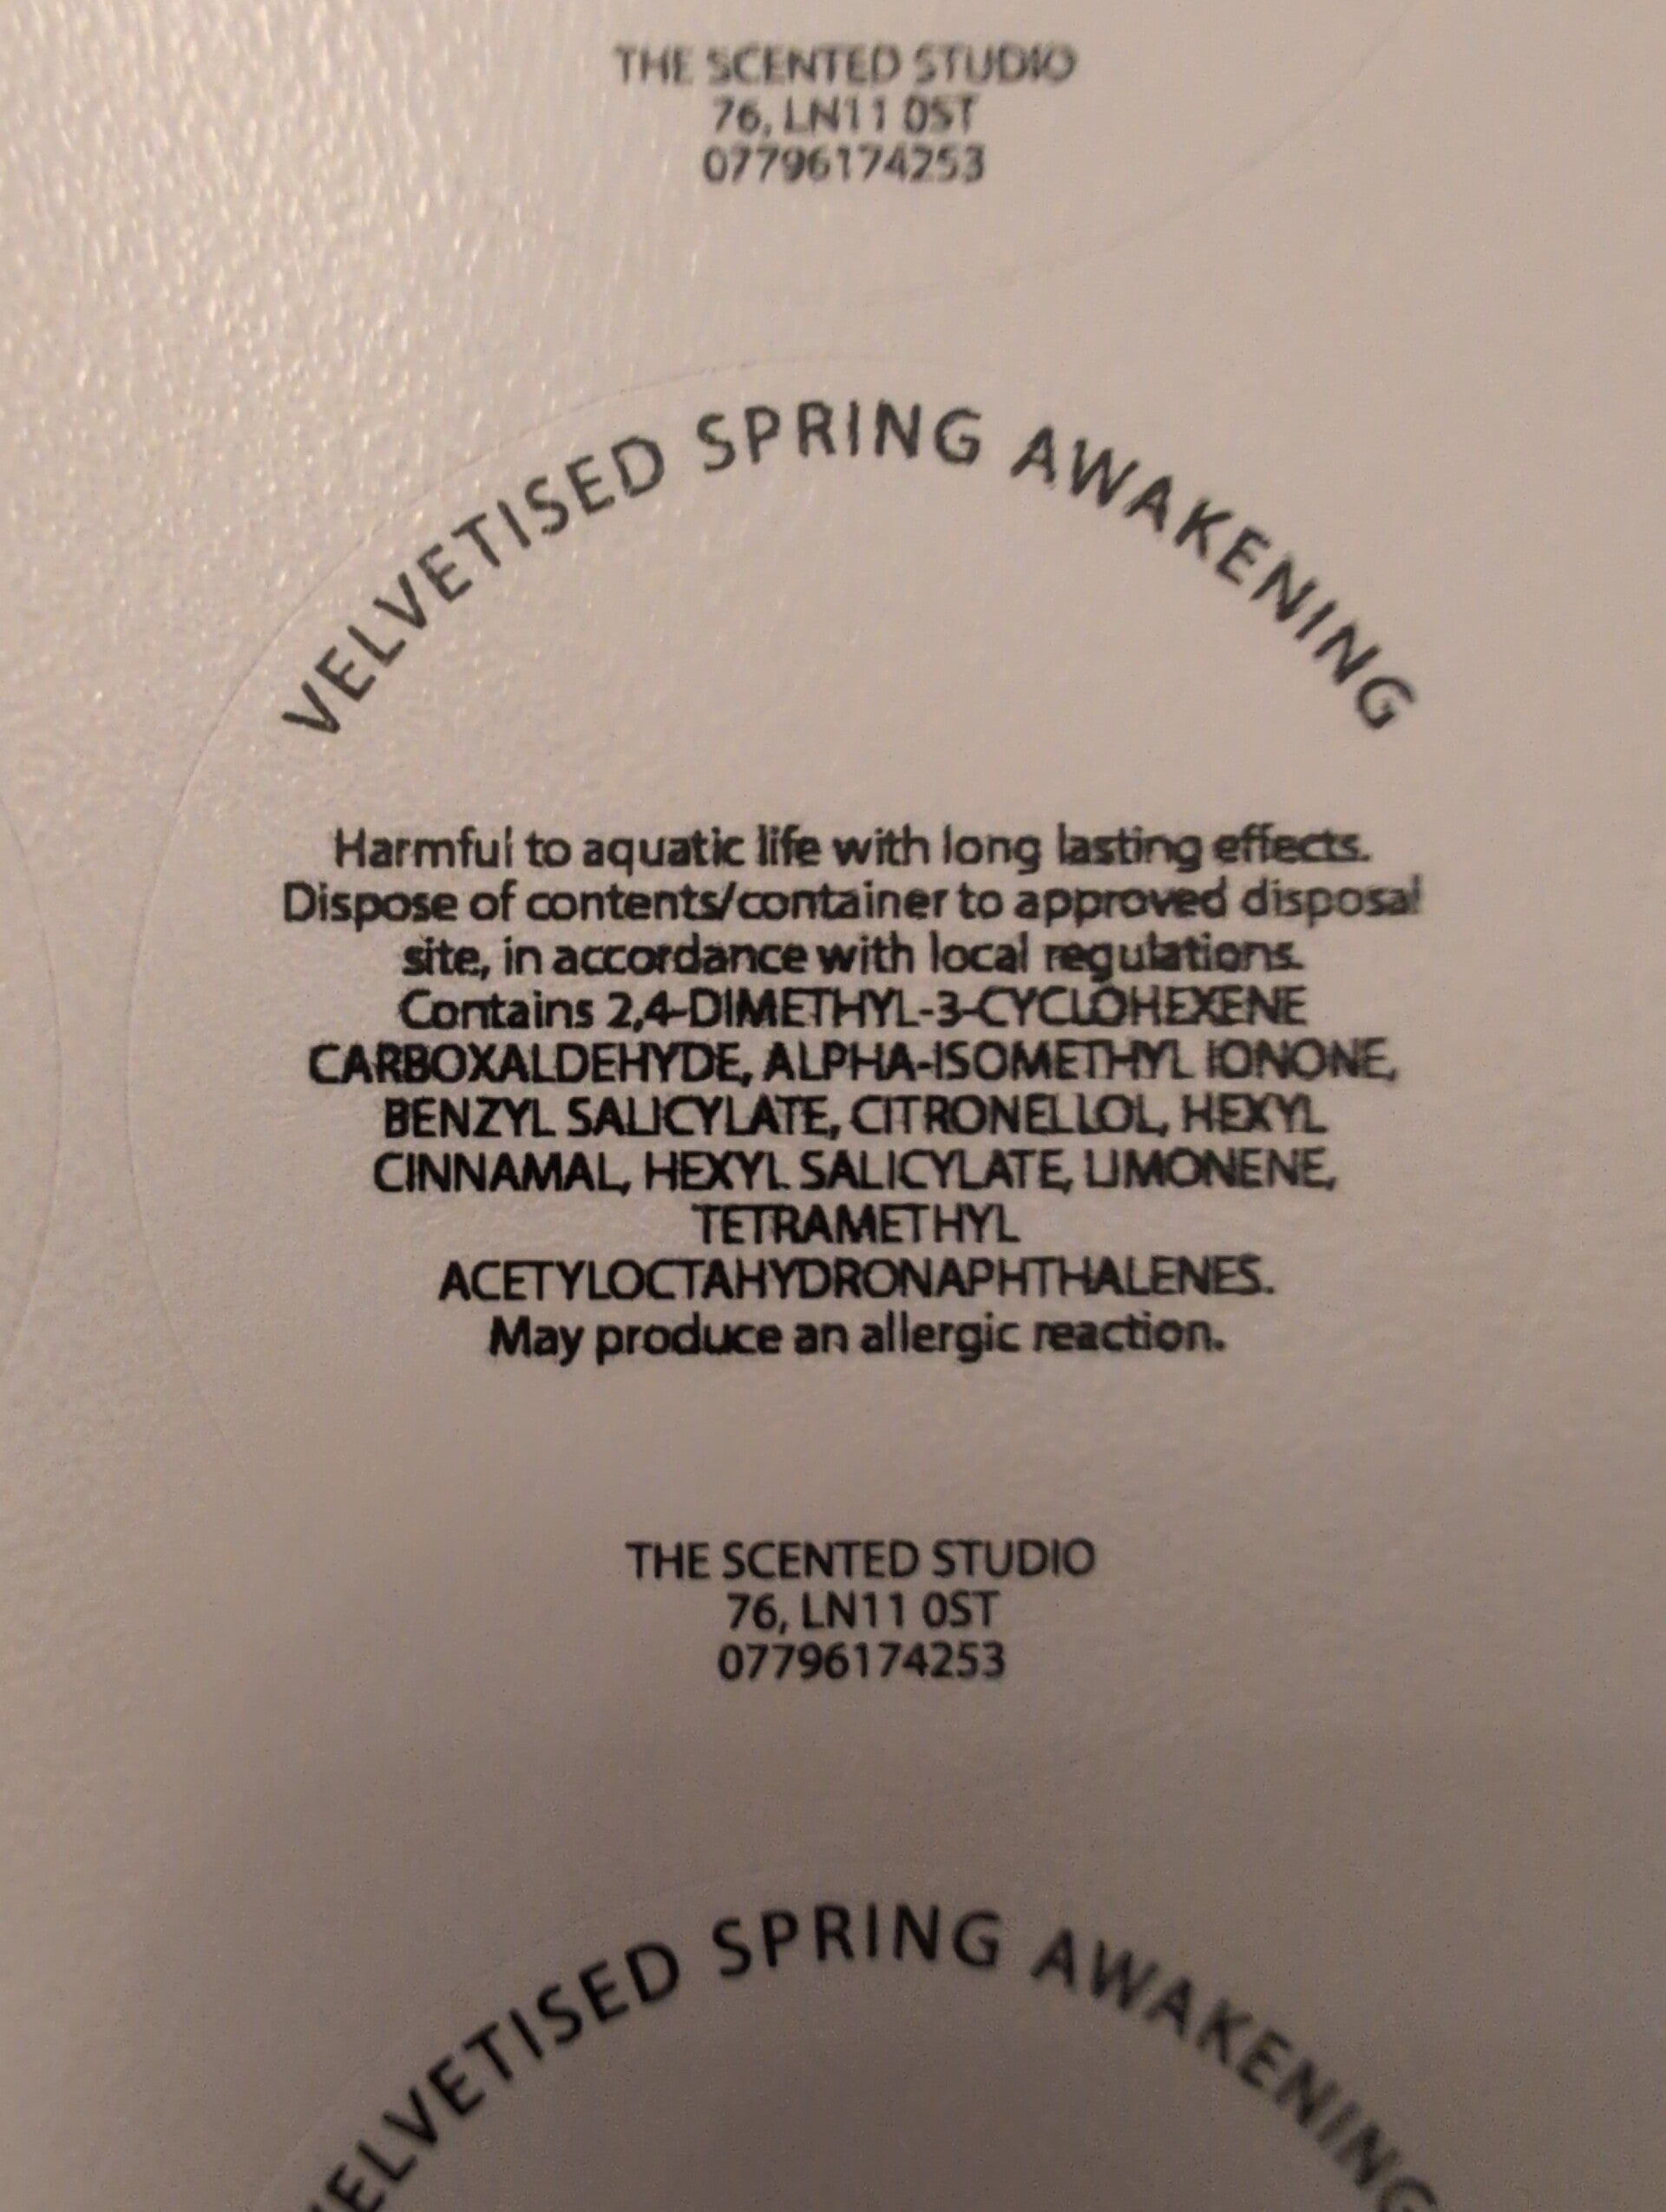 THE SCENTED STUDIO
76, LN11 0ST
07796174253
VELVETISED SPRING AWAKENING
Harmful to aquatic life with long lasting effects.
Dispose of contents/container to approved disposal
site, in accordance with local regulations.
Contains 2,4-DIMETHYL-3-CYCLOHEXENE
CARBOXALDEHYDE, ALPHA-ISOMETHYL IONONE,
BENZYL SALICYLATE, CITRONELLOL, HEXYL
CINNAMAL, HEXYL SALICYLATE, LIMONENE,
TETRAMETHYL
ACETYLOCTAHYDRONAPHTHALENES.
May produce an allergic reaction.
THE SCENTED STUDIO
76, LN11 0ST
07796174253
VELVETISED SPRING AWAKENING